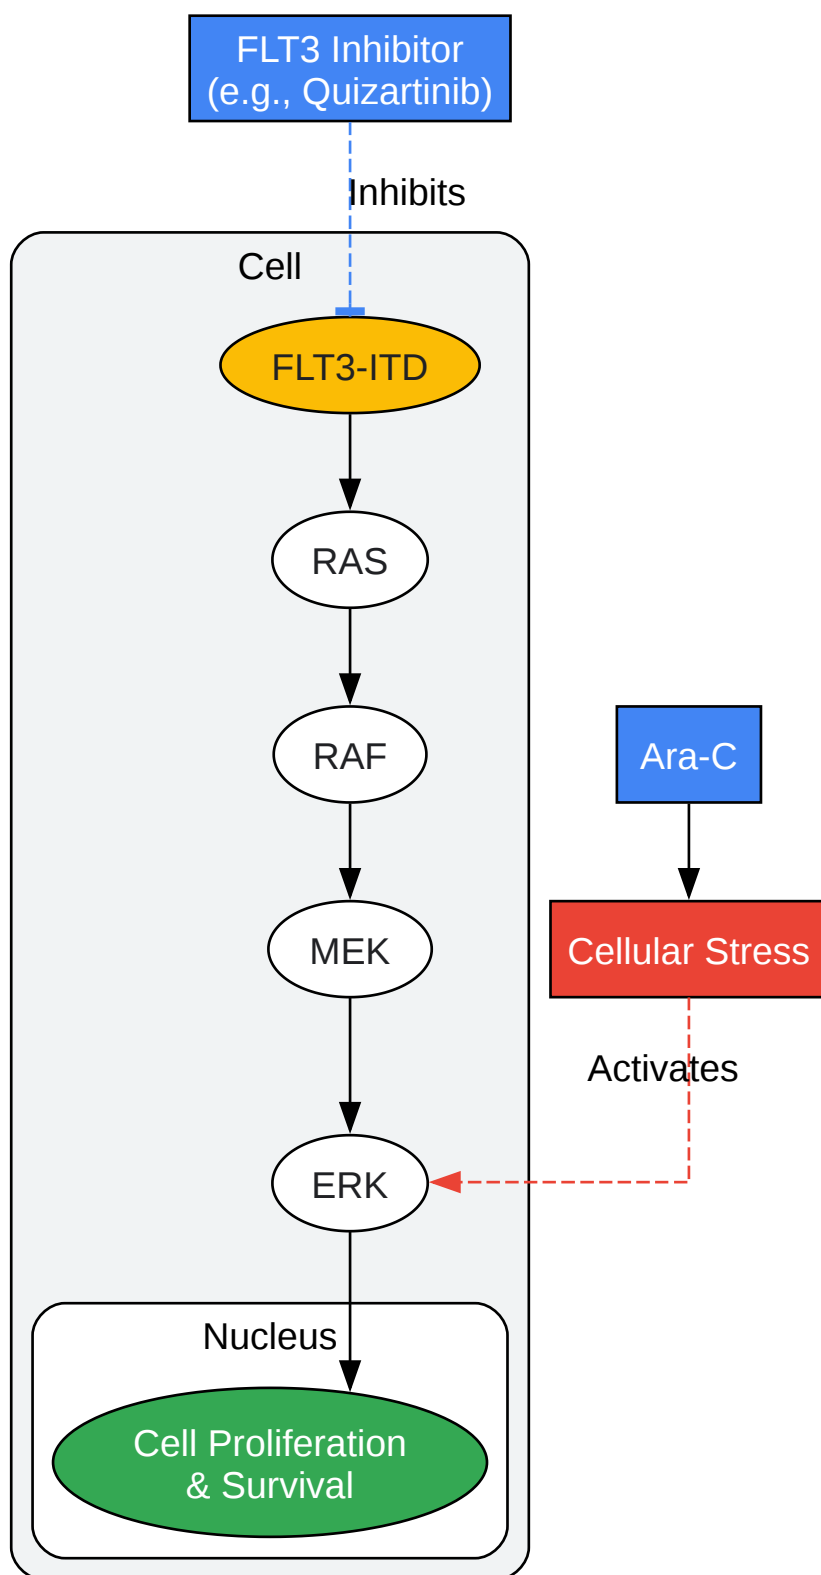 FLT3 Inhibitor
(e.g., Quizartinib)
Inhibits
Cell
FLT3-ITD
RAS
RAF
Ara-C
MEK
Cellular Stress
Activates
ERK
Nucleus
Cell Proliferation
& Survival